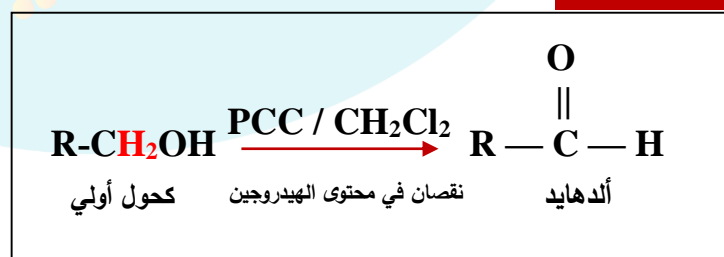 O
||
R-CH₂OH PCC / CH₂Cl₂ R — C — H
كحول أولي نقصان في محتوى الهيدروجين ألدهايد